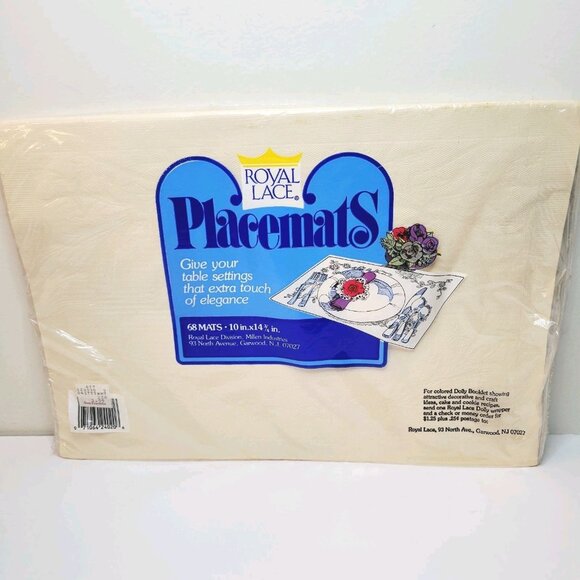 ROYAL
LACE®
Placemats
Give your
table settings
that extra touch
of elegance
68 MATS • 10 in. x 14 ¾ in.
Royal Lace Division, Millen Industries
93 North Avenue, Garwood, N.J. 07027
For colored Doily Booklet showing
attractive decorative and craft
ideas, cake and cookie recipes,
send one Royal Lace Doily wrapper
and a check or money order for
$1.25 plus .25¢ postage to:
Royal Lace, 93 North Ave., Garwood, NJ 07027